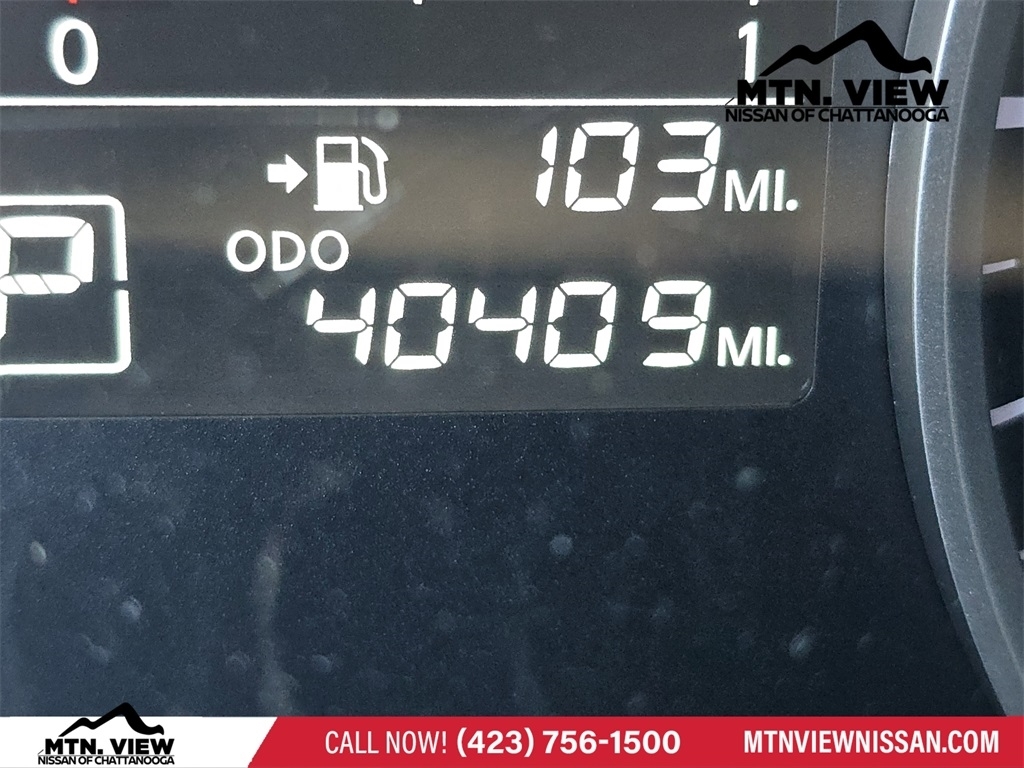 0 1
MTN. VIEW
NISSAN OF CHATTANOOGA
103 MI.
ODO
40409 MI.
P
MTN. VIEW
NISSAN OF CHATTANOOGA
CALL NOW! (423) 756-1500
MTNVIEWNISSAN.COM